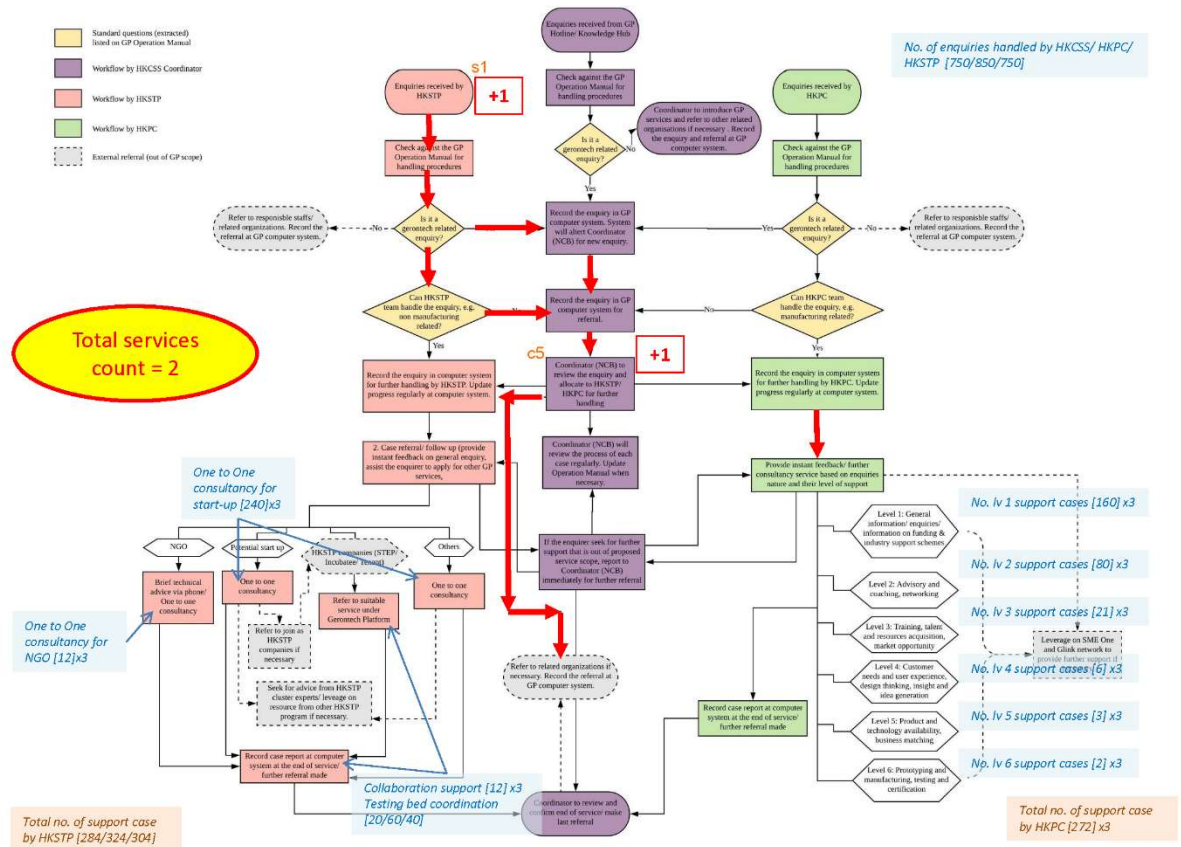 Standard questions (extracted)
listed on GP Operation Manual
Workflow by HKCSS Coordinator
Workflow by HKSTP
Workflow by HKPC
External referral (out of GP scope)
Enquiries received from GP
Hotline/ Knowledge Hub
No. of enquiries handled by HKCSS/ HKPC/
HKSTP [750/850/750]
s1
+1
Enquiries received by
HKSTP
Check against the GP
Operation Manual for
handling procedures
Enquiries received by
HKPC
Coordinator to introduce GP
services and refer to other related
organisations if necessary . Record
the enquiry and referral at GP
computer system.
Is it a
gerontech related
enquiry?
No
Yes
Check against the GP
Operation Manual for
handling procedures
Check against the GP
Operation Manual for
handling procedures
Refer to responsible staffs/
related organizations. Record the
referral at GP computer system.
No
Is it a
gerontech related
enquiry?
Record the enquiry in GP
computer system. System
will altert Coordinator
(NCB) for new enquiry.
Yes
Is it a
gerontech related
enquiry?
No
Refer to responsible staffs/
related organizations. Record the
referral at GP computer system.
Can HKSTP
team handle the enquiry, e.g.
non manufacturing
related?
Record the enquiry in GP
computer system for
referral.
No
Can HKPC team
handle the enquiry, e.g.
manufacturing related?
Total services
count = 2
Yes
c5
+1
Yes
Record the enquiry in computer system
for further handling by HKSTP. Update
progress regularly at computer system.
Coordinator (NCB) to
review the enquiry and
allocate to HKSTP/
HKPC for further
handling
Record the enquiry in computer system
for further handling by HKPC. Update
progress regularly at computer system.
2. Case referral/ follow up (provide
instant feedback on general enquiry,
assist the enquirer to apply for other GP
services,
Coordinator (NCB) will
review the process of each
case regularly. Update
Operation Manual when
necesary.
Provide instant feedback/ further
consultancy service based on enquiries
nature and their level of support
One to One
consultancy for
start-up [240]x3
No. lv 1 support cases [160] x3
Level 1: General
information/ enquiries/
information on funding &
industry support schemes
NGO
Potential start up
HKSTP companies (STEP/
Incubatee/ Tenant)
Others
If the enquirer seek for further
support that is out of proposed
service scope, report to
Coordinator (NCB)
immediately for further referral
No. lv 2 support cases [80] x3
Level 2: Advisory and
coaching, networking
Brief technical
advice via phone/
One to one
consultancy
One to one
consultancy
One to one
consultancy
Refer to suitable
service under
Gerontech Platform
One to One
consultancy for
NGO [12]x3
Refer to join as
HKSTP
companies if
necessary
No. lv 3 support cases [21] x3
Level 3: Training, talent
and resources acquisition,
market opportunity
Leverage on SME One
and Glink network to
provide further support if
Refer to related organizations if
necessary. Record the referral at
GP computer system.
No. lv 4 support cases [6] x3
Level 4: Customer
needs and user experience,
design thinking, insight and
idea generation
Seek for advice from HKSTP
cluster experts/ leveage on
resource from other HKSTP
program if necessary.
Record case report at computer
system at the end of service/
further referral made
No. lv 5 support cases [3] x3
Level 5: Product and
technology availability,
business matching
Record case report at computer
system at the end of service/
further referral made
No. lv 6 support cases [2] x3
Level 6: Prototyping and
manufacturing, testing and
certification
Collaboration support [12] x3
Testing bed coordination
[20/60/40]
Coordinator to review and
confirm end of service/ make
last referral
Total no. of support case
by HKSTP [284/324/304]
Total no. of support case
by HKPC [272] x3